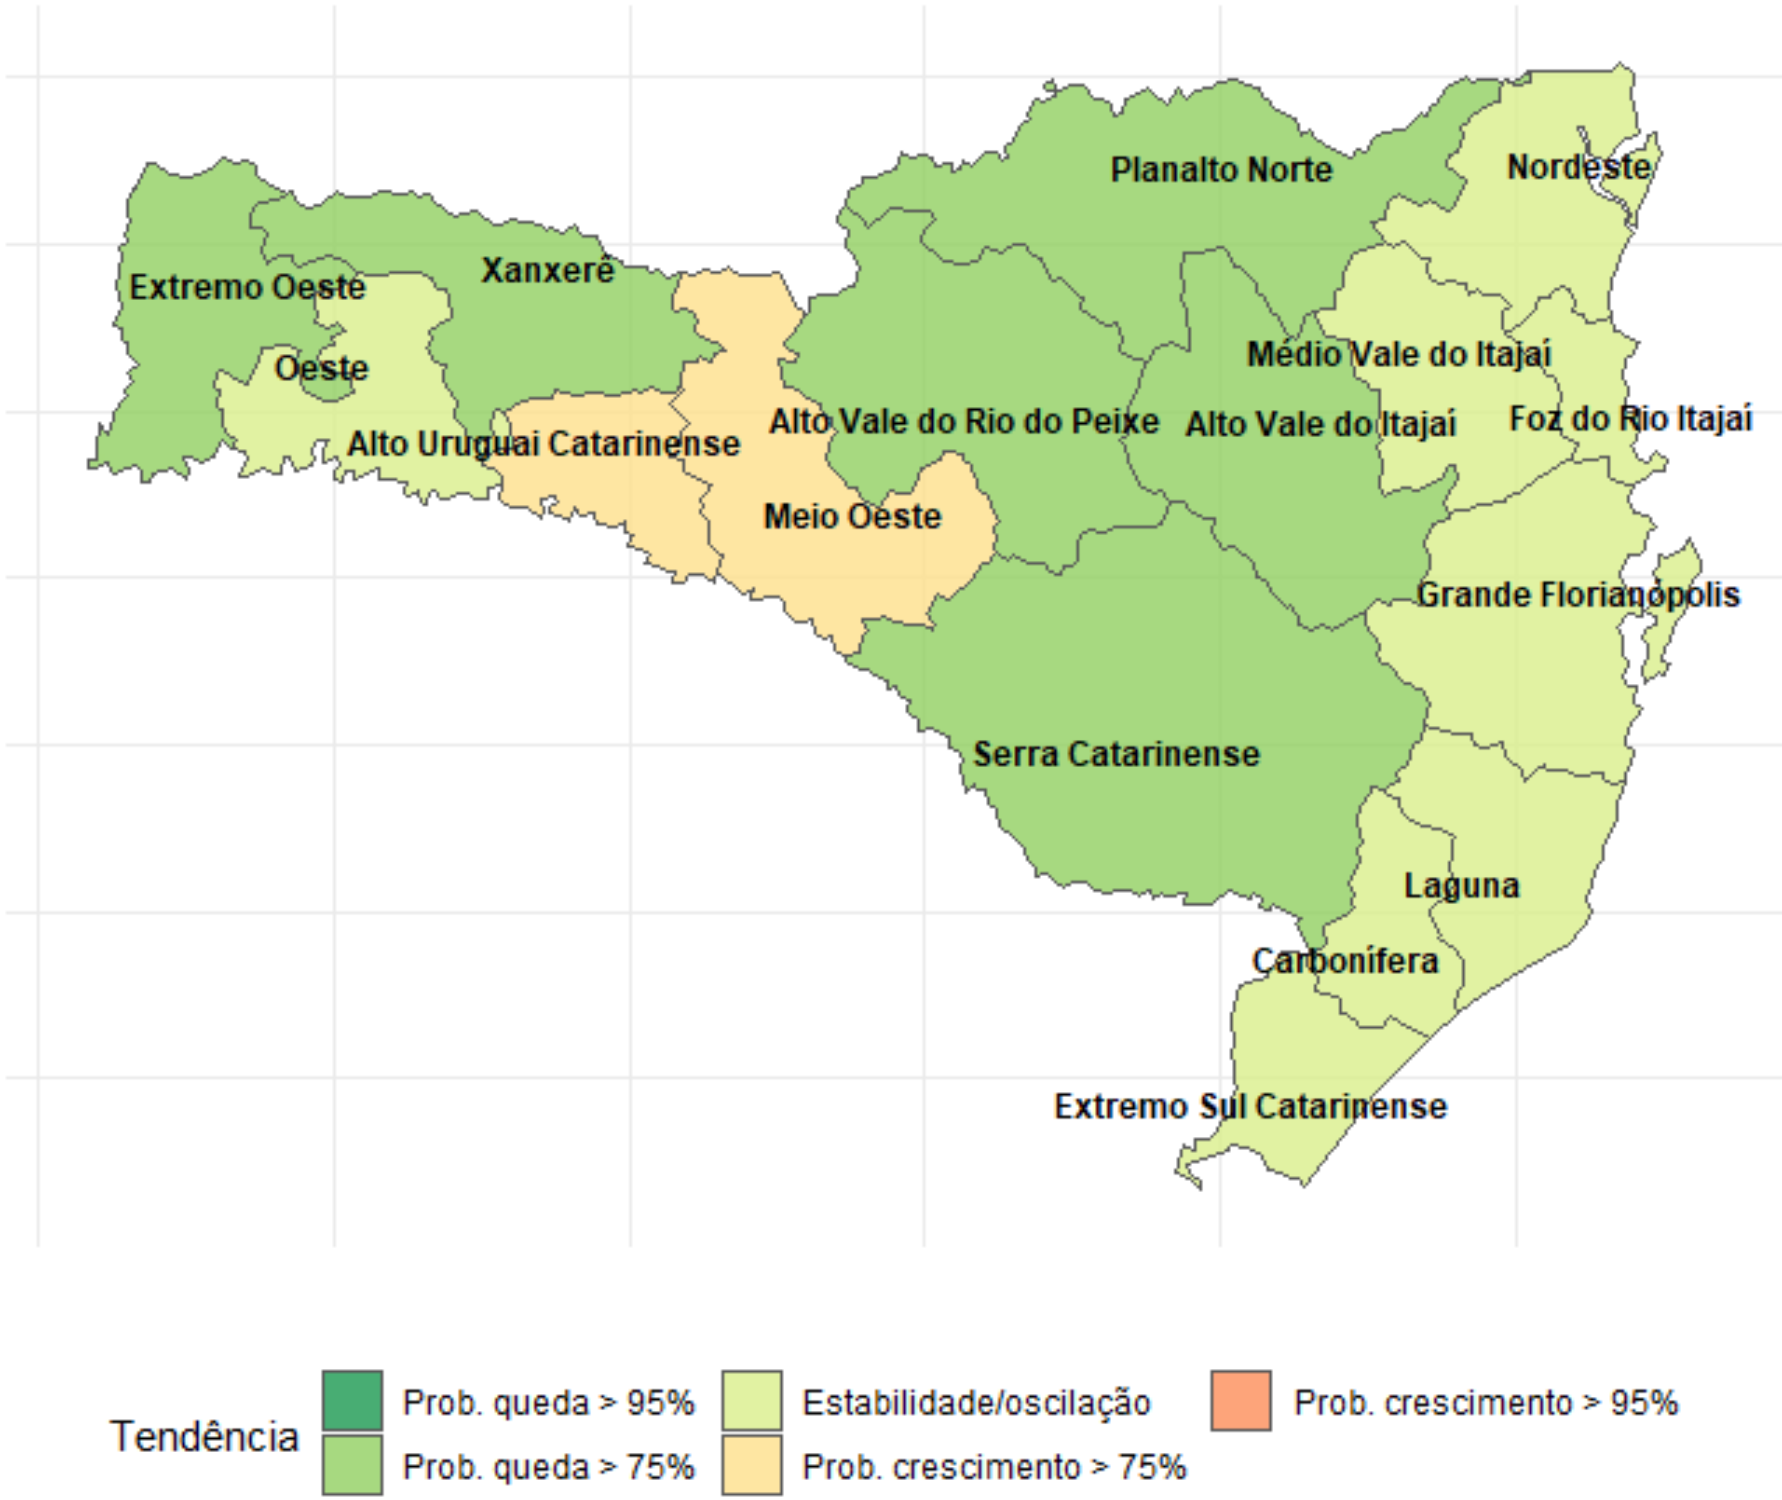 Planalto Norte
Nordeste
Xanxerê
Extremo Oeste
Oeste
Médio Vale do Itajaí
Alto Uruguai Catarinense
Alto Vale do Rio do Peixe
Alto Vale do Itajaí
Foz do Rio Itajaí
Meio Oeste
Grande Florianópolis
Serra Catarinense
Laguna
Carbonífera
Extremo Sul Catarinense
Tendência
Prob. queda > 95%
Prob. queda > 75%
Estabilidade/oscilação
Prob. crescimento > 75%
Prob. crescimento > 95%